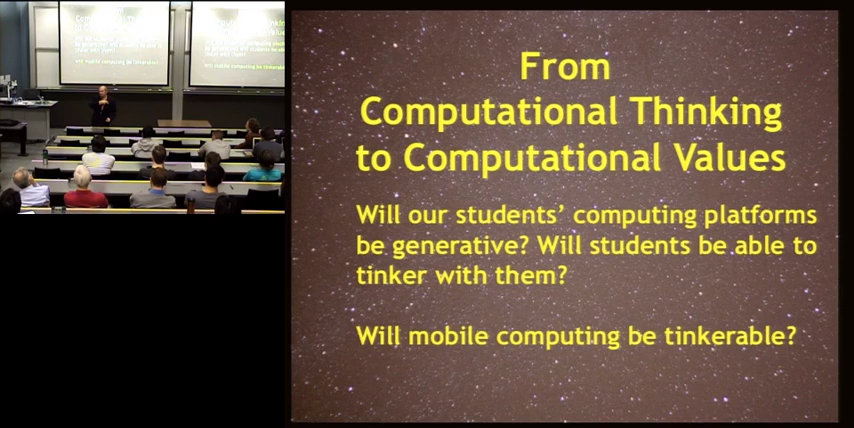 From
Computational Thinking
to Computational Values
Will our students’ computing platforms
be generative? Will students be able to
tinker with them?
Will mobile computing be tinkerable?